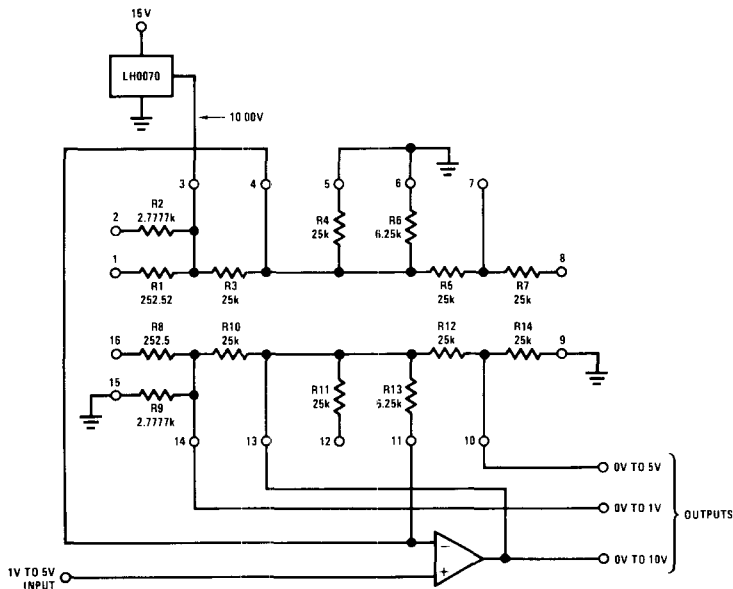 15V
LH0070
10 00V
3
4
5
6
7
R2
2.7777k
2
R4
25k
R6
6.25k
1
8
R1
252.52
R3
25k
R5
25k
R7
25k
16
R8
252.5
R10
25k
R12
25k
R14
25k
9
15
R9
2.7777k
R11
25k
R13
6.25k
14
13
12
11
10
0V TO 5V
0V TO 1V
OUTPUTS
0V TO 10V
1V TO 5V
INPUT
−
+